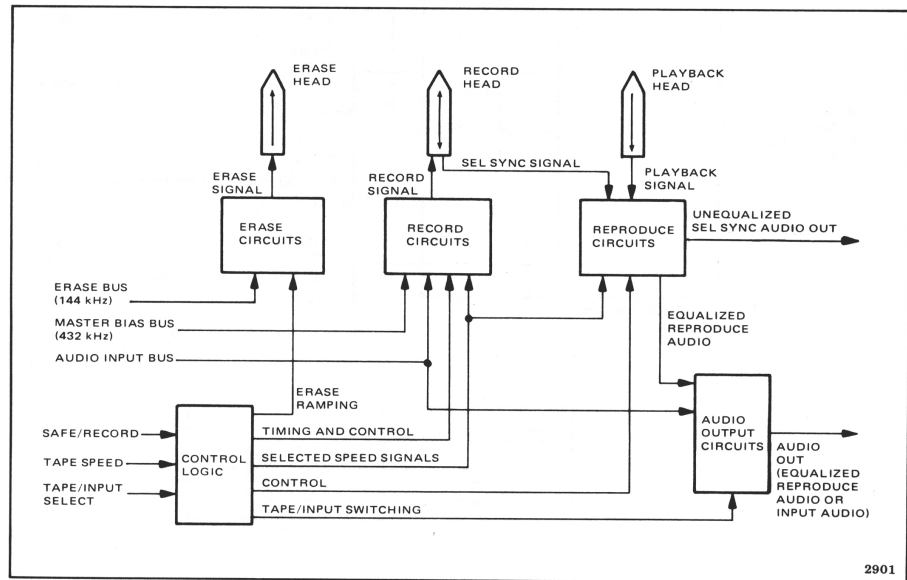 ERASE
HEAD
RECORD
HEAD
PLAYBACK
HEAD
SEL SYNC SIGNAL
ERASE
SIGNAL
RECORD
SIGNAL
PLAYBACK
SIGNAL
ERASE
CIRCUITS
RECORD
CIRCUITS
REPRODUCE
CIRCUITS
UNEQUALIZED
SEL SYNC AUDIO OUT
ERASE BUS
(144 kHz)
MASTER BIAS BUS
(432 kHz)
AUDIO INPUT BUS
EQUALIZED
REPRODUCE
AUDIO
ERASE
RAMPING
SAFE/RECORD
TAPE SPEED
TAPE/INPUT
SELECT
CONTROL
LOGIC
TIMING AND CONTROL
SELECTED SPEED SIGNALS
CONTROL
TAPE/INPUT SWITCHING
AUDIO
OUTPUT
CIRCUITS
AUDIO
OUT
(EQUALIZED
REPRODUCE
AUDIO OR
INPUT AUDIO)
2901